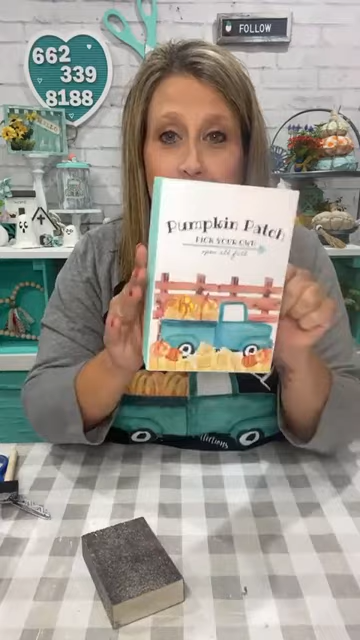 662
339
8188
FOLLOW
Pumpkin Patch
PICK YOUR OWN
open all fall